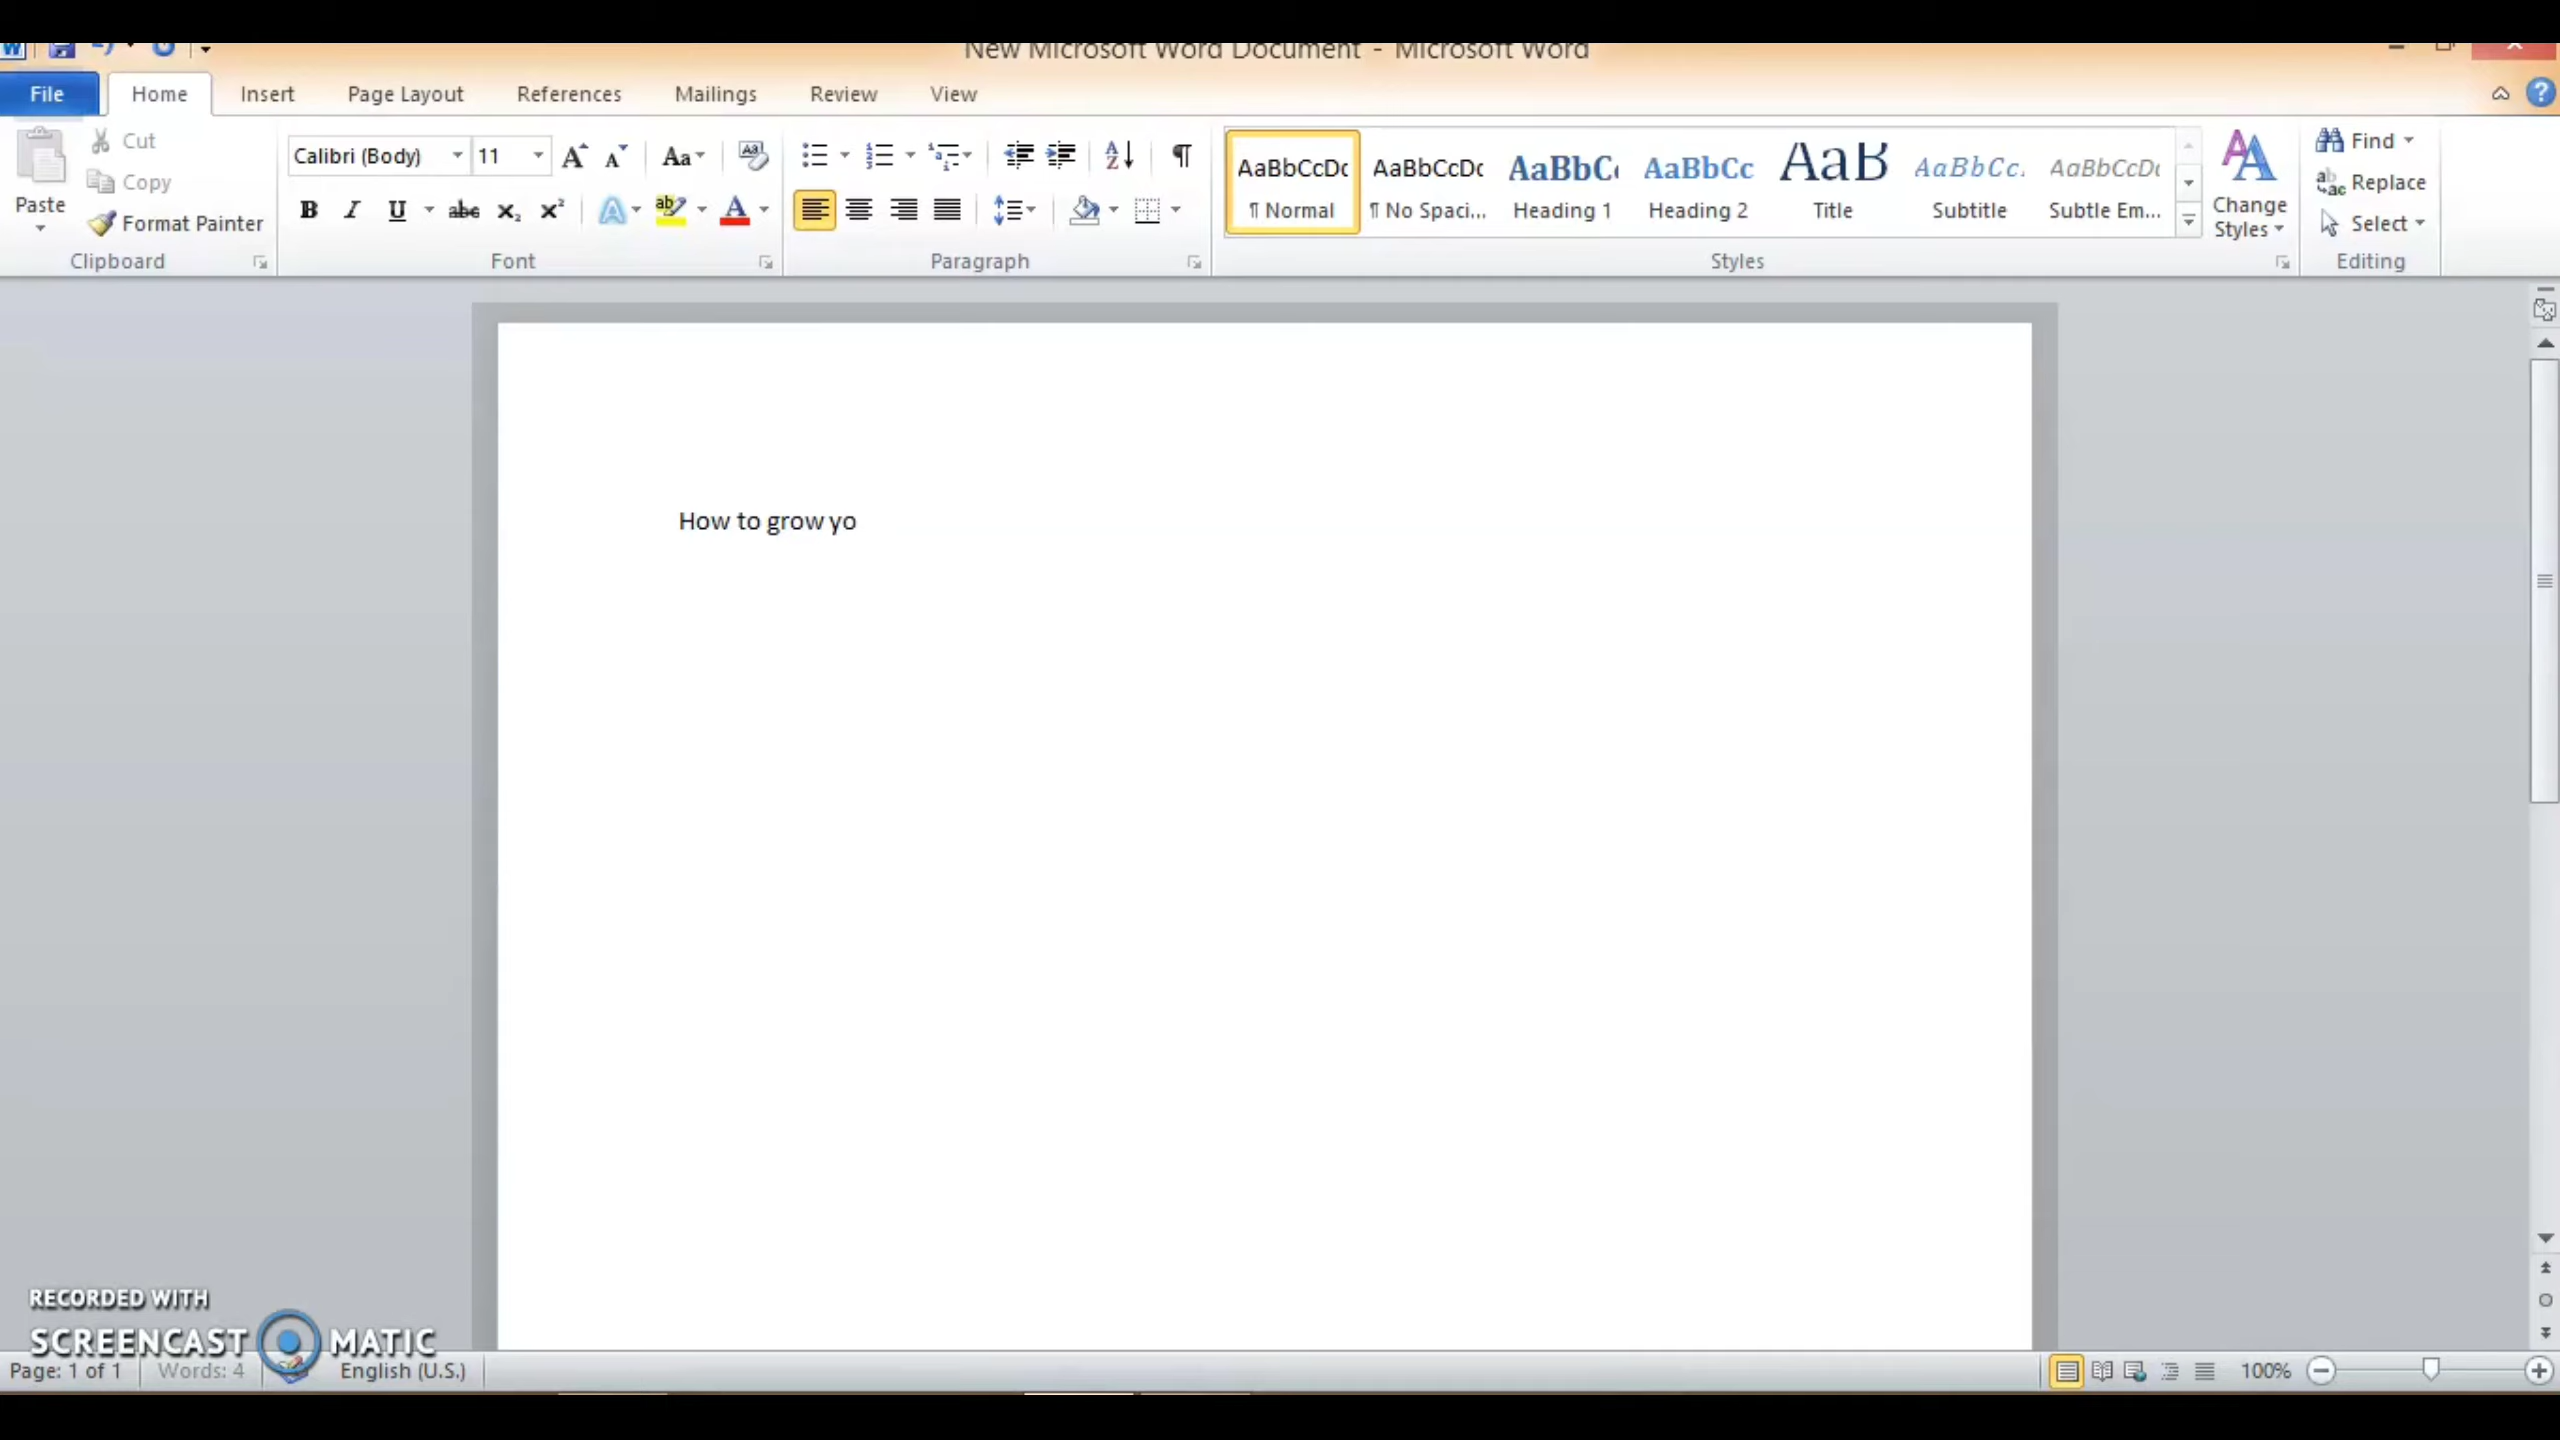 New Microsoft Word Document - Microsoft Word
File Home Insert Page Layout References Mailings Review View
Paste
Cut
Copy
Format Painter
Clipboard
Calibri (Body) 11
Font
Paragraph
AaBbCcDc AaBbCcDc AaBbC AaBbCc AaB AaBbCc. AaBbCcDc
¶ Normal ¶ No Spaci... Heading 1 Heading 2 Title Subtitle Subtle Em...
Change
Styles
Styles
Find
Replace
Select
Editing
How to grow yo
RECORDED WITH
SCREENCAST MATIC
Page: 1 of 1 Words: 4 English (U.S.) 100%